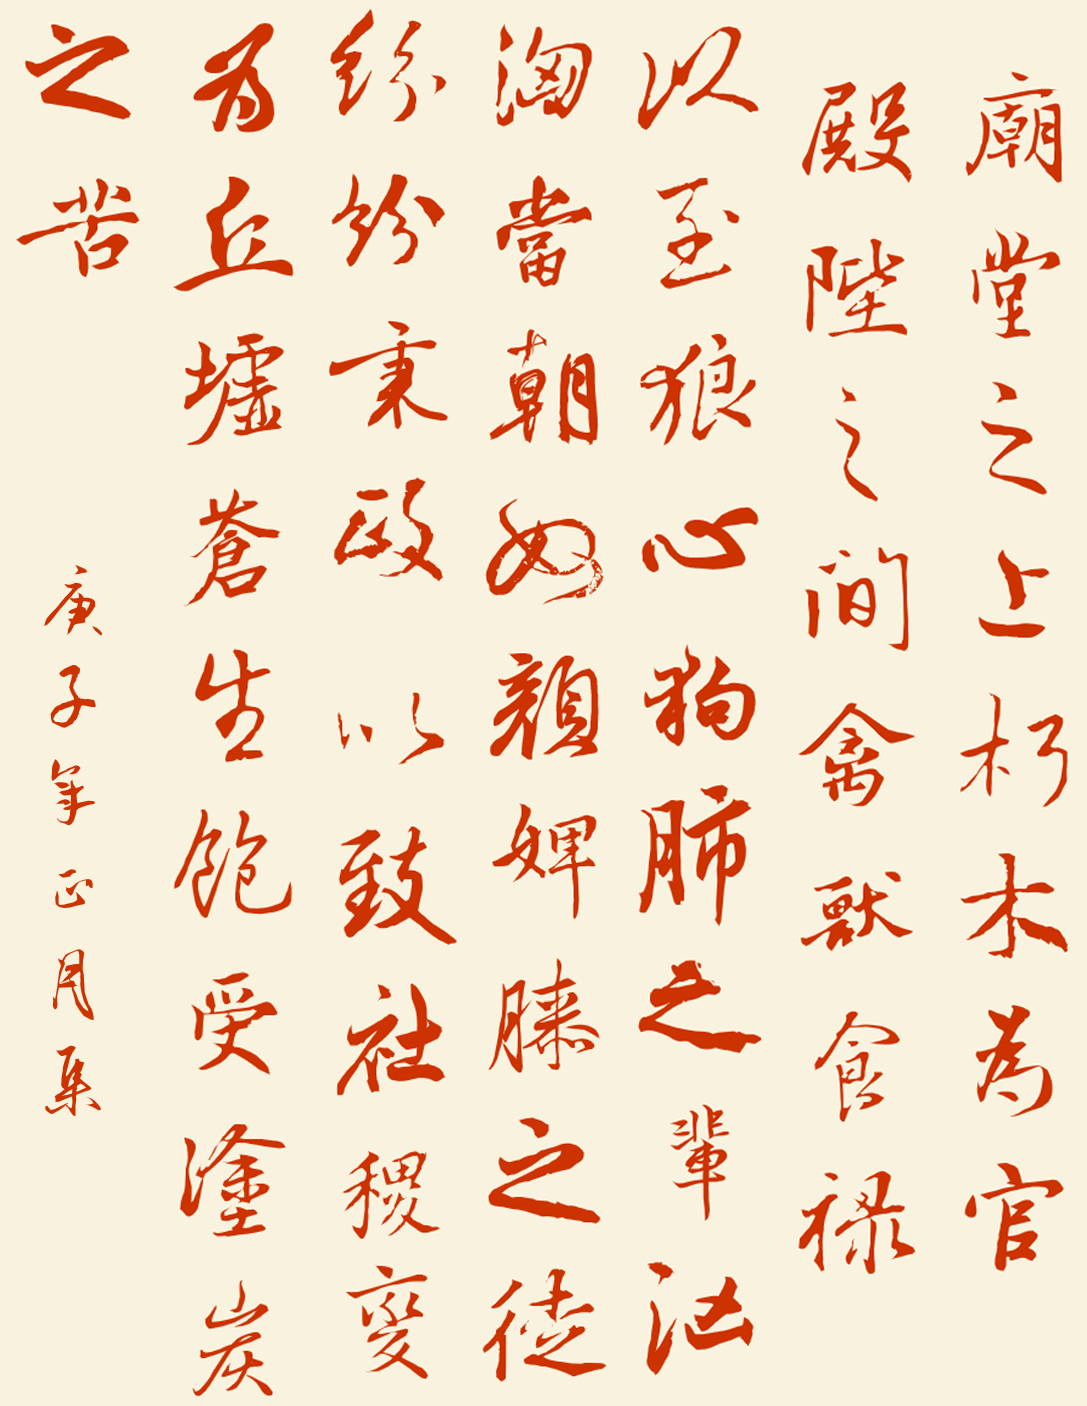 廟堂之上朽木為官
殿陛之間禽獸食禄
以至狼心狗肺之輩汹
洶當朝奴顏婢膝之徒
紛紛秉政以致社稷變
為丘墟蒼生飽受塗炭
之苦
庚子年正月集